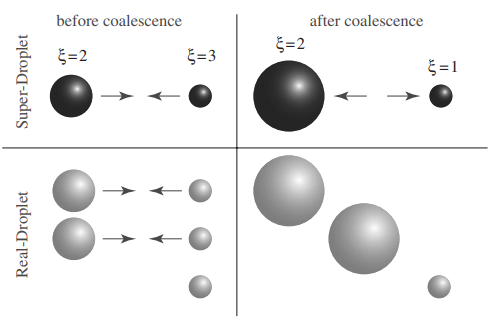 before coalescence
after coalescence
Super-Droplet
ξ=2
ξ=3
ξ=2
ξ=1
Real-Droplet